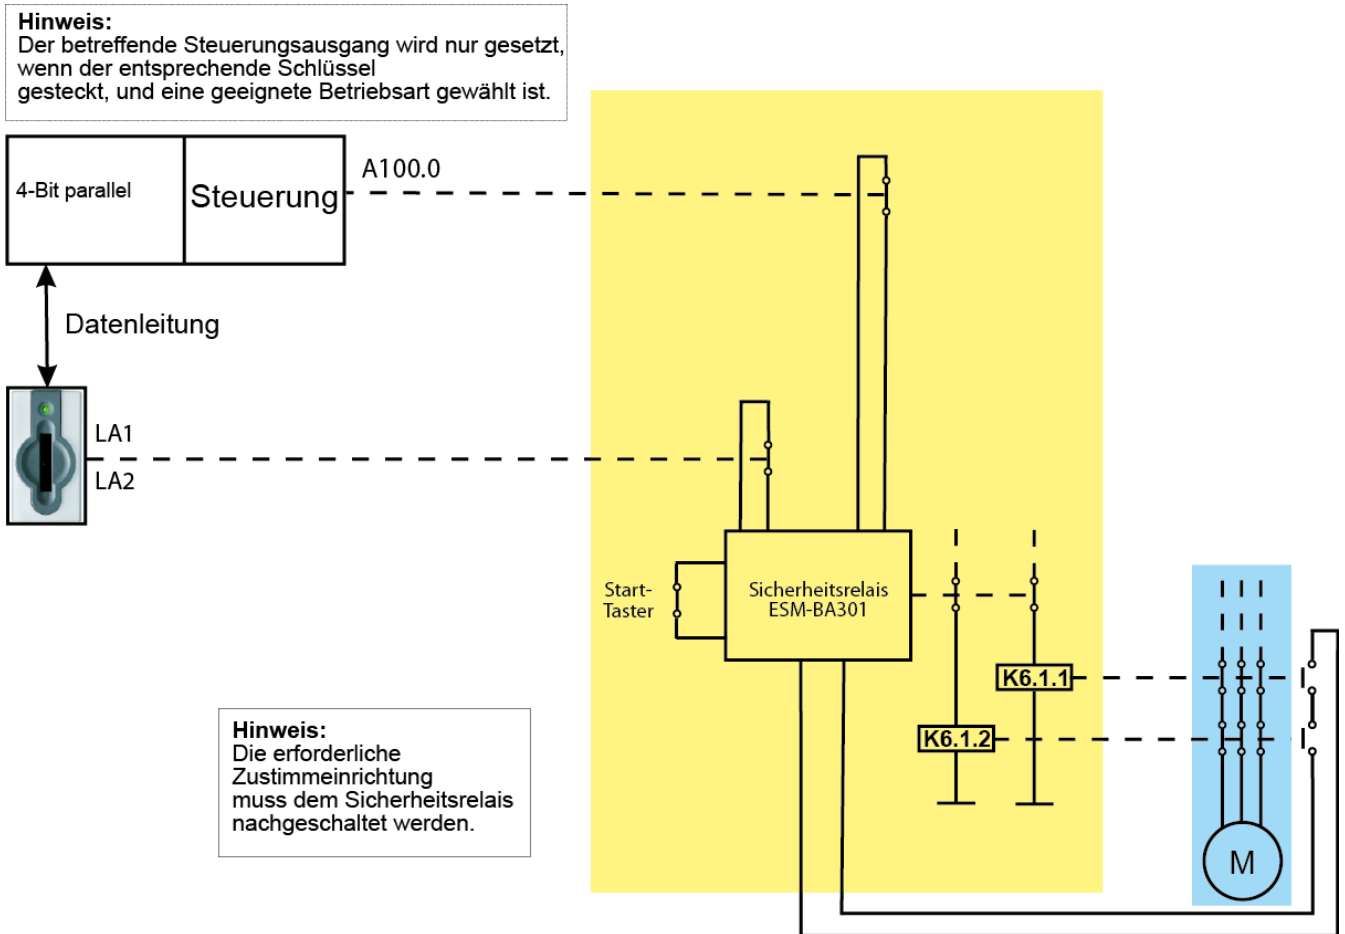 Hinweis:
Der betreffende Steuerungsausgang wird nur gesetzt,
wenn der entsprechende Schlüssel
gesteckt, und eine geeignete Betriebsart gewählt ist.
4-Bit parallel
Steuerung
A100.0
Datenleitung
LA1
LA2
Start-
Taster
Sicherheitsrelais
ESM-BA301
K6.1.1
K6.1.2
Hinweis:
Die erforderliche
Zustimmeinrichtung
muss dem Sicherheitsrelais
nachgeschaltet werden.
M